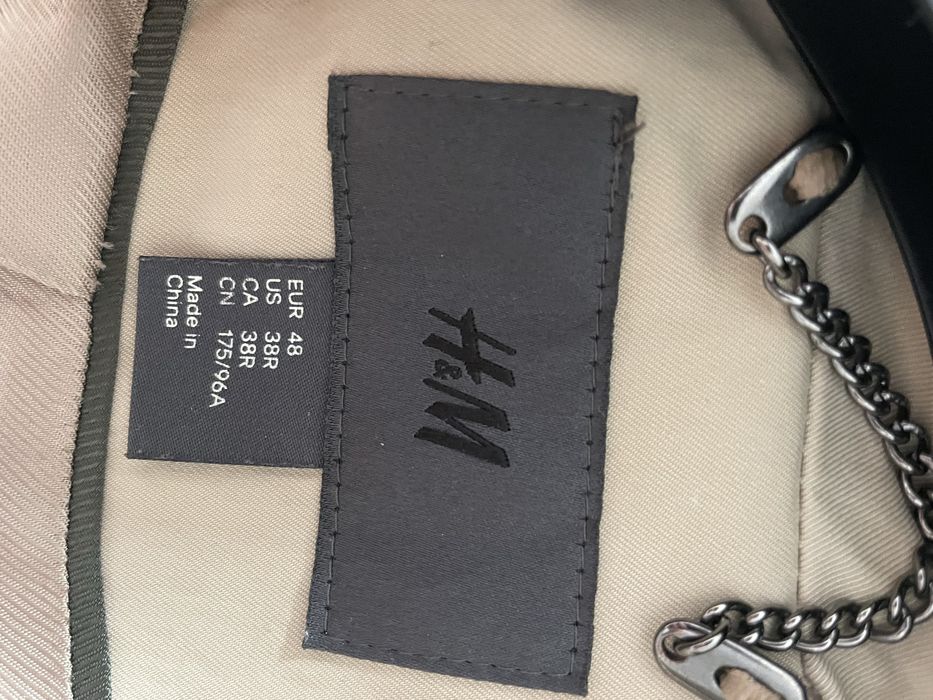 H&M
EUR 48
US 38R
CA 38R
CN 175/96A
Made in
China